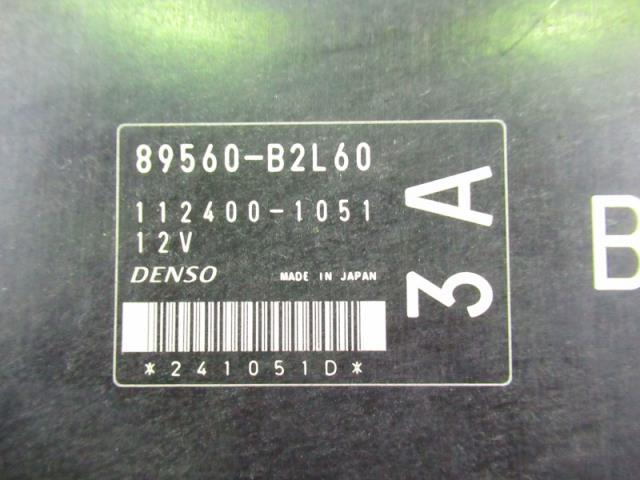 89560-B2L60
112400-1051
12V
DENSO MADE IN JAPAN
*241051D*
3A
B